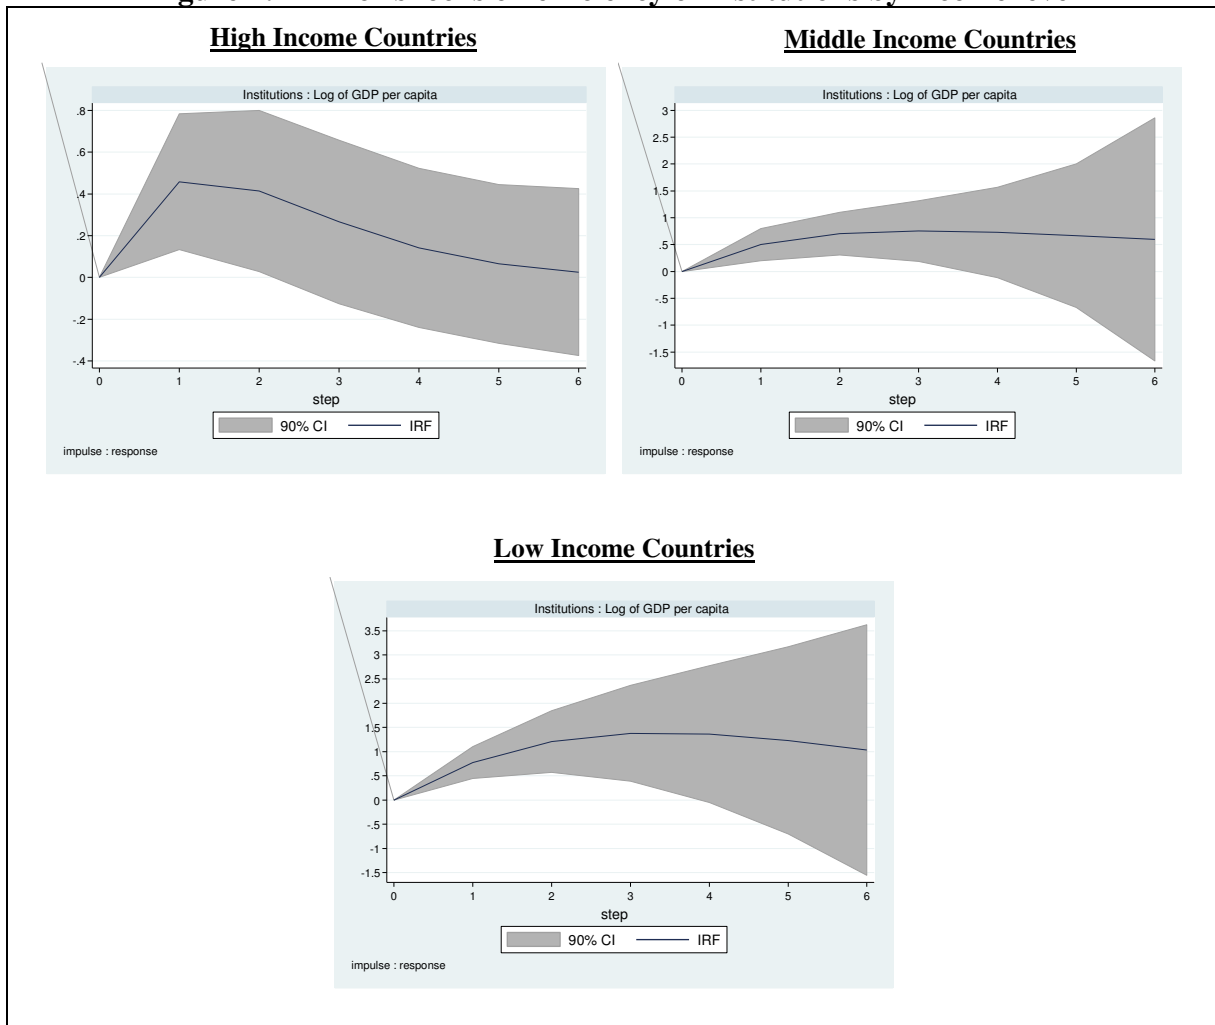 High Income Countries
Middle Income Countries
Institutions : Log of GDP per capita
.8
.6
.4
.2
0
-.2
-.4
0 1 2 3 4 5 6
step
90% CI IRF
impulse : response
Institutions : Log of GDP per capita
3
2.5
2
1.5
1
.5
0
-.5
-1
-1.5
0 1 2 3 4 5 6
step
90% CI IRF
impulse : response
Low Income Countries
Institutions : Log of GDP per capita
3.5
3
2.5
2
1.5
1
.5
0
-.5
-1
-1.5
0 1 2 3 4 5 6
step
90% CI IRF
impulse : response